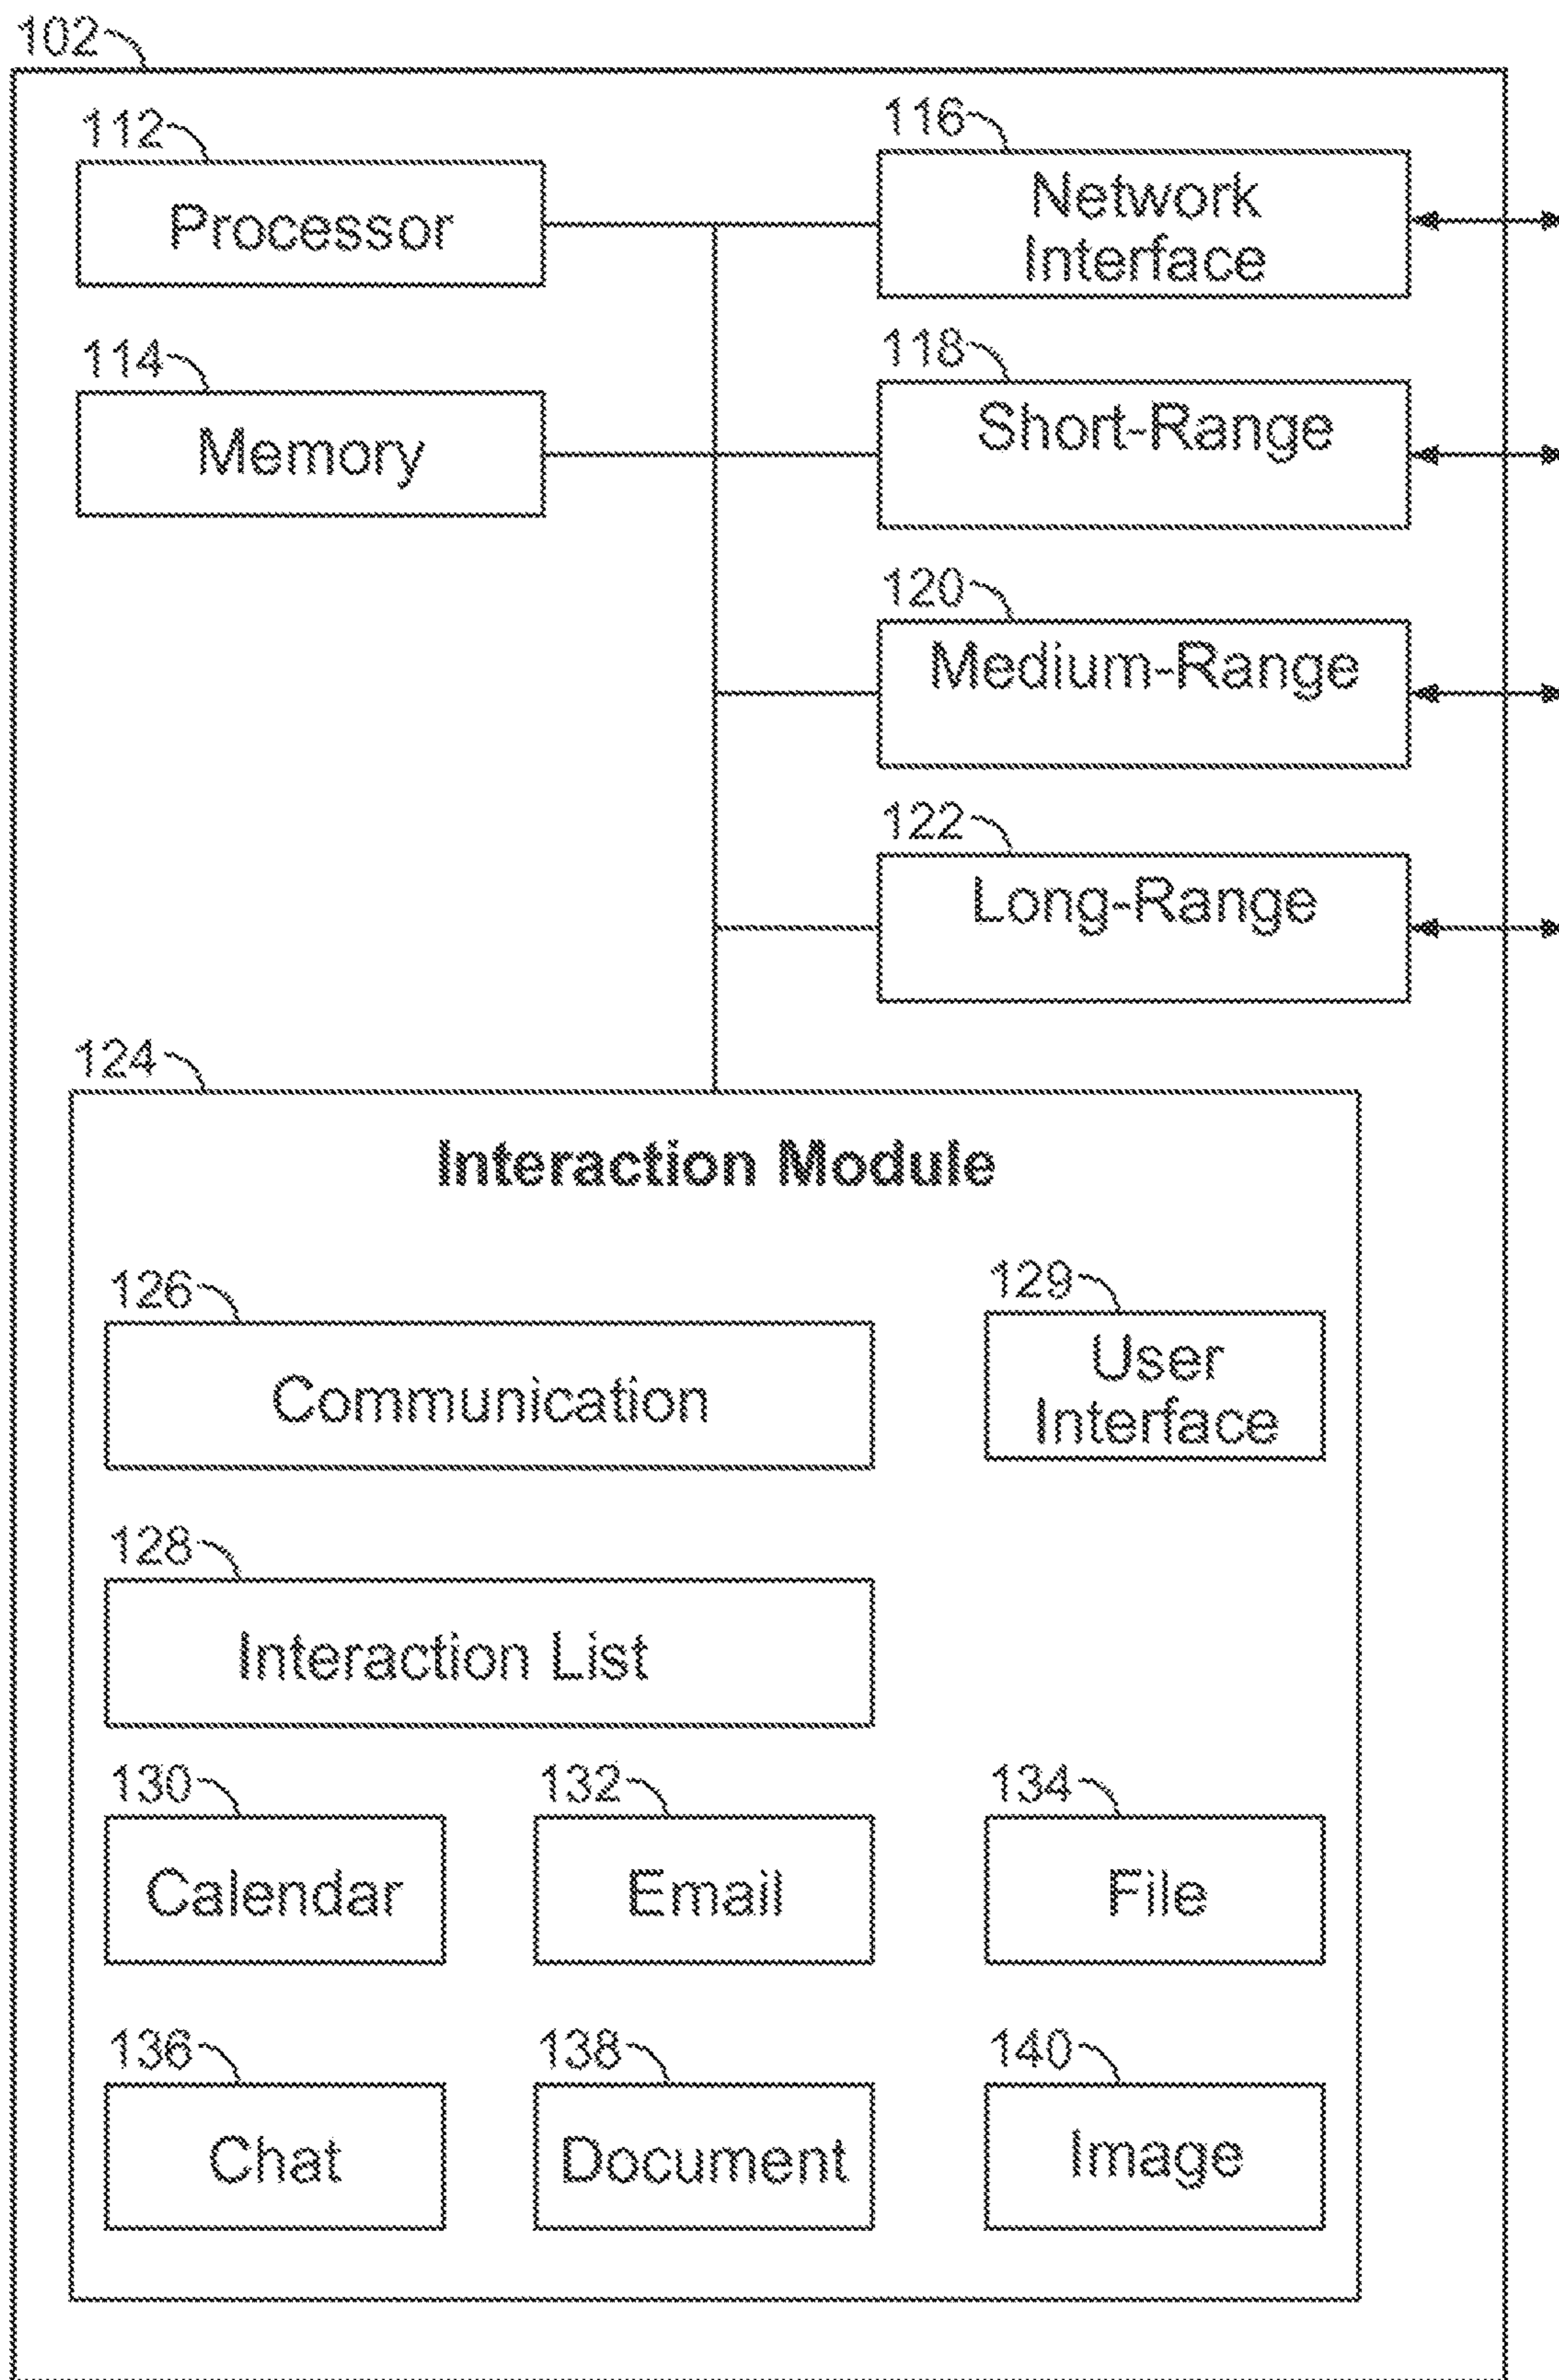 102
112
Processor
116
Network
Interface
114
Memory
118
Short-Range
120
Medium-Range
122
Long-Range
124
Interaction Module
126
Communication
129
User
Interface
128
Interaction List
130
Calendar
132
Email
134
File
136
Chat
138
Document
140
Image